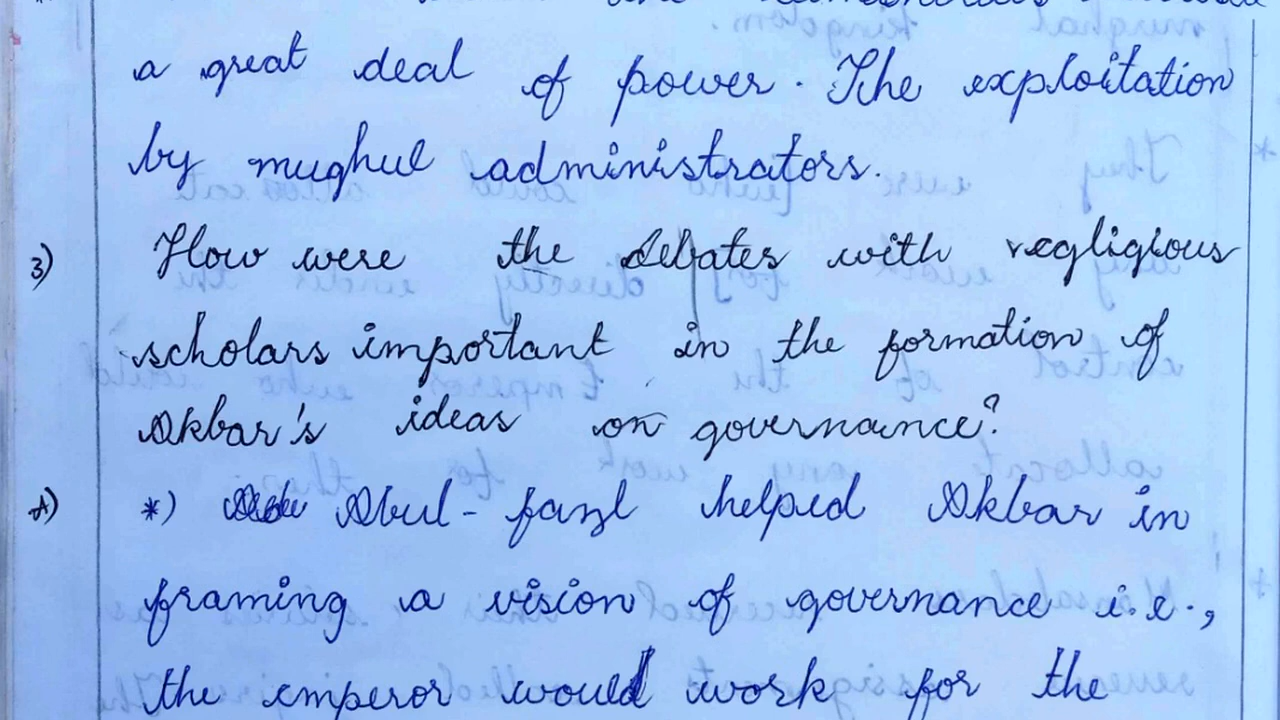 a great deal of power. The exploitation
by mughul administrators.
3) How were the debates with regligious
scholars important in the formation of
Akbar's ideas on governance?
A) *) Abul-fazl helped Akbar in
framing a vision of governance i.e.,
the emperor would work for the